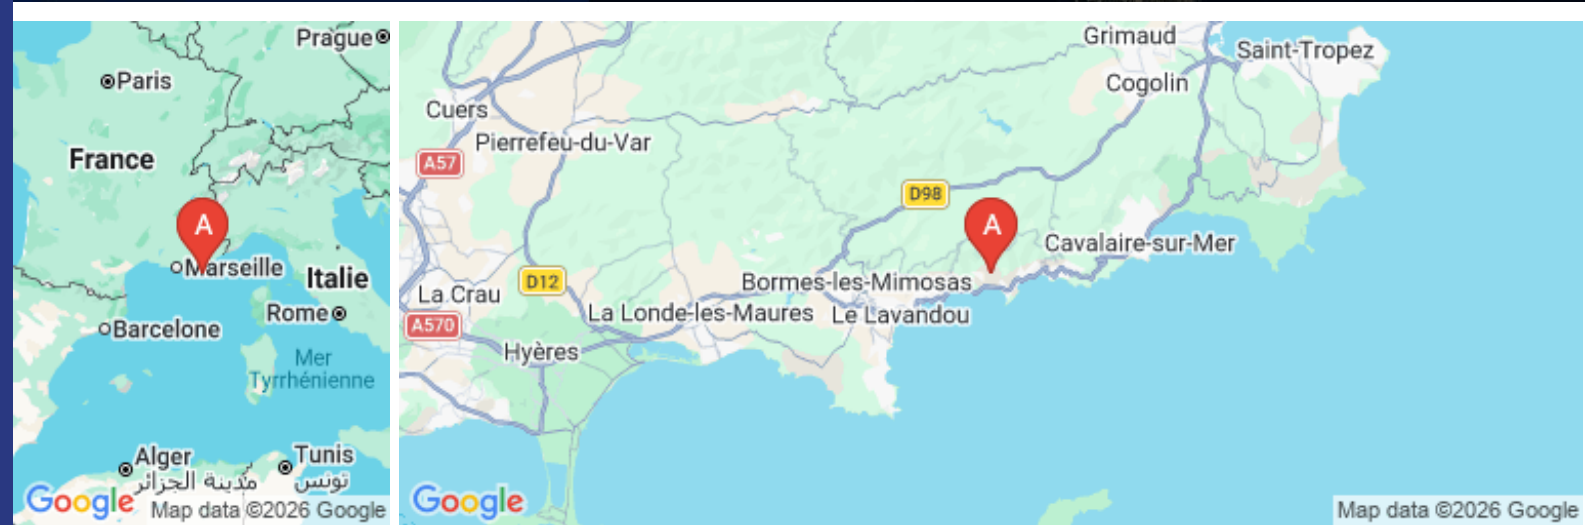 Prague
Paris
France
A
Marseille
Italie
Rome
Barcelone
Mer
Tyrrhénienne
Alger
مدينة الجزائر
Tunis
تونس
Google
Map data ©2026 Google
Grimaud
Saint-Tropez
Cogolin
Cuers
Pierrefeu-du-Var
A57
D98
A
Cavalaire-sur-Mer
D12
Bormes-les-Mimosas
La Crau
La Londe-les-Maures
Le Lavandou
A570
Hyères
Google
Map data ©2026 Google